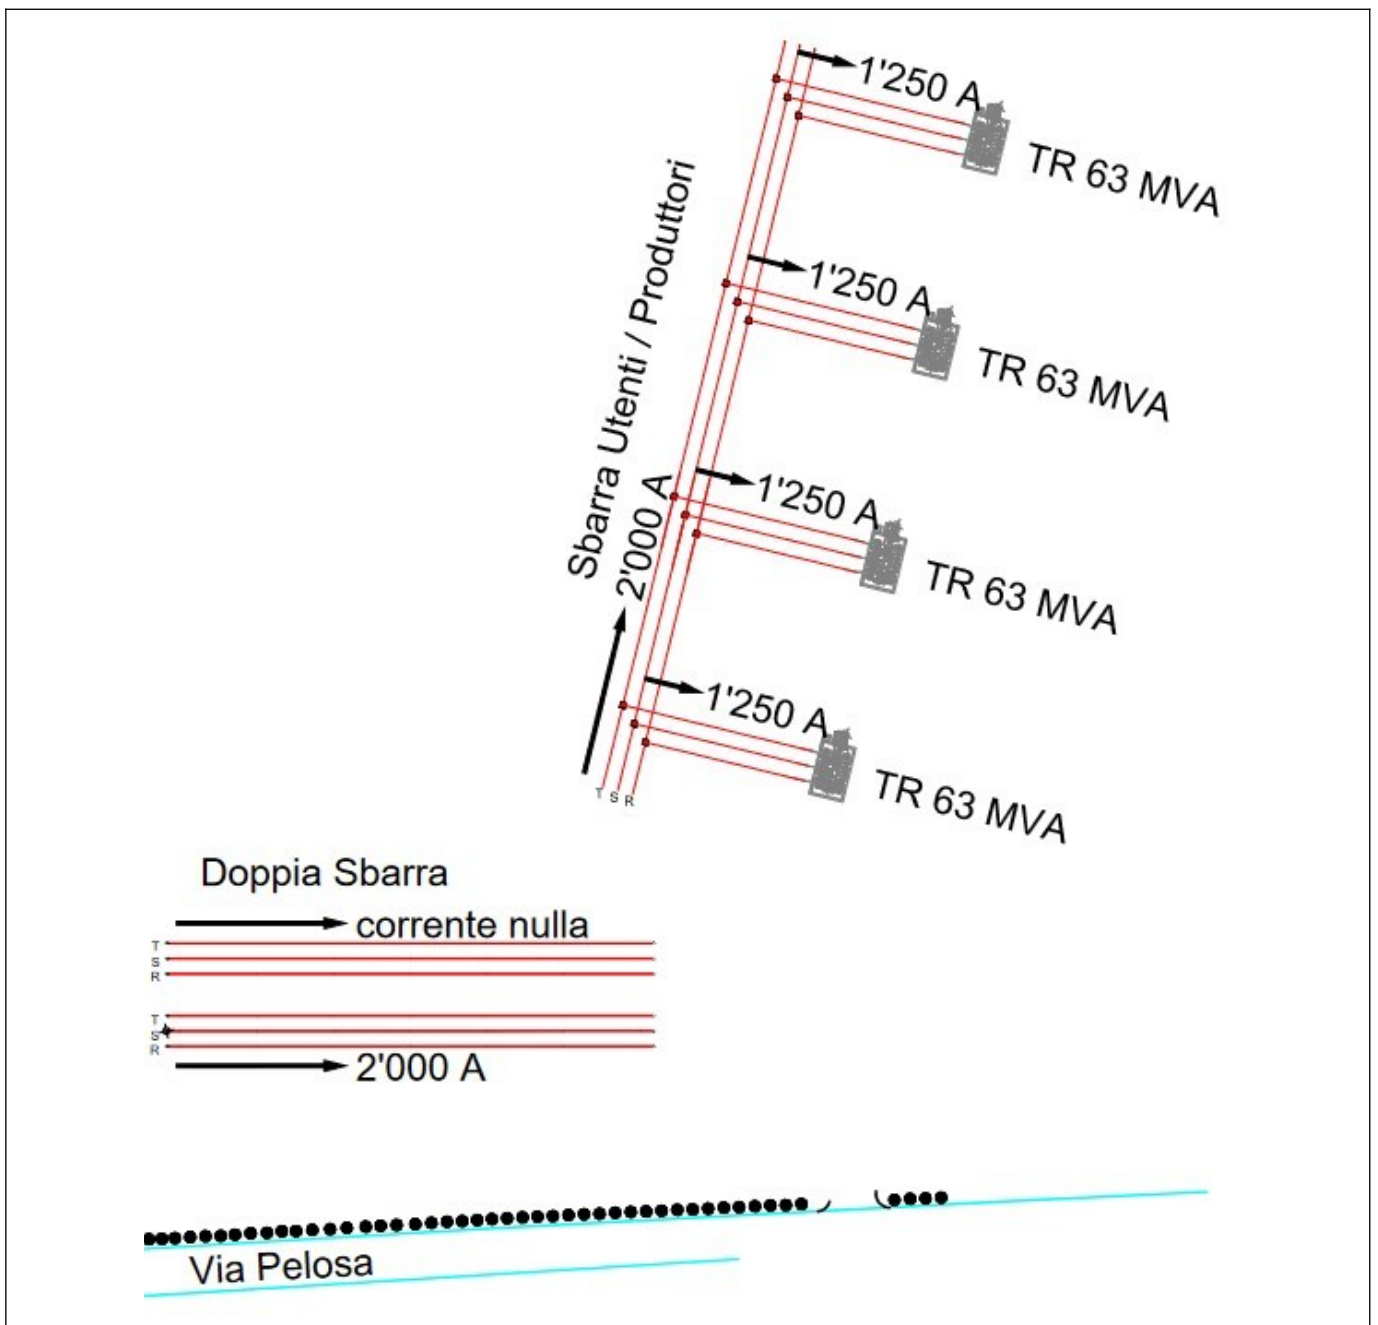 1'250 A
TR 63 MVA
Sbarra Utenti / Produttori
1'250 A
TR 63 MVA
2'000 A
1'250 A
TR 63 MVA
1'250 A
TR 63 MVA
T S R
Doppia Sbarra
corrente nulla
T
S
R
T
S
R
2'000 A
Via Pelosa